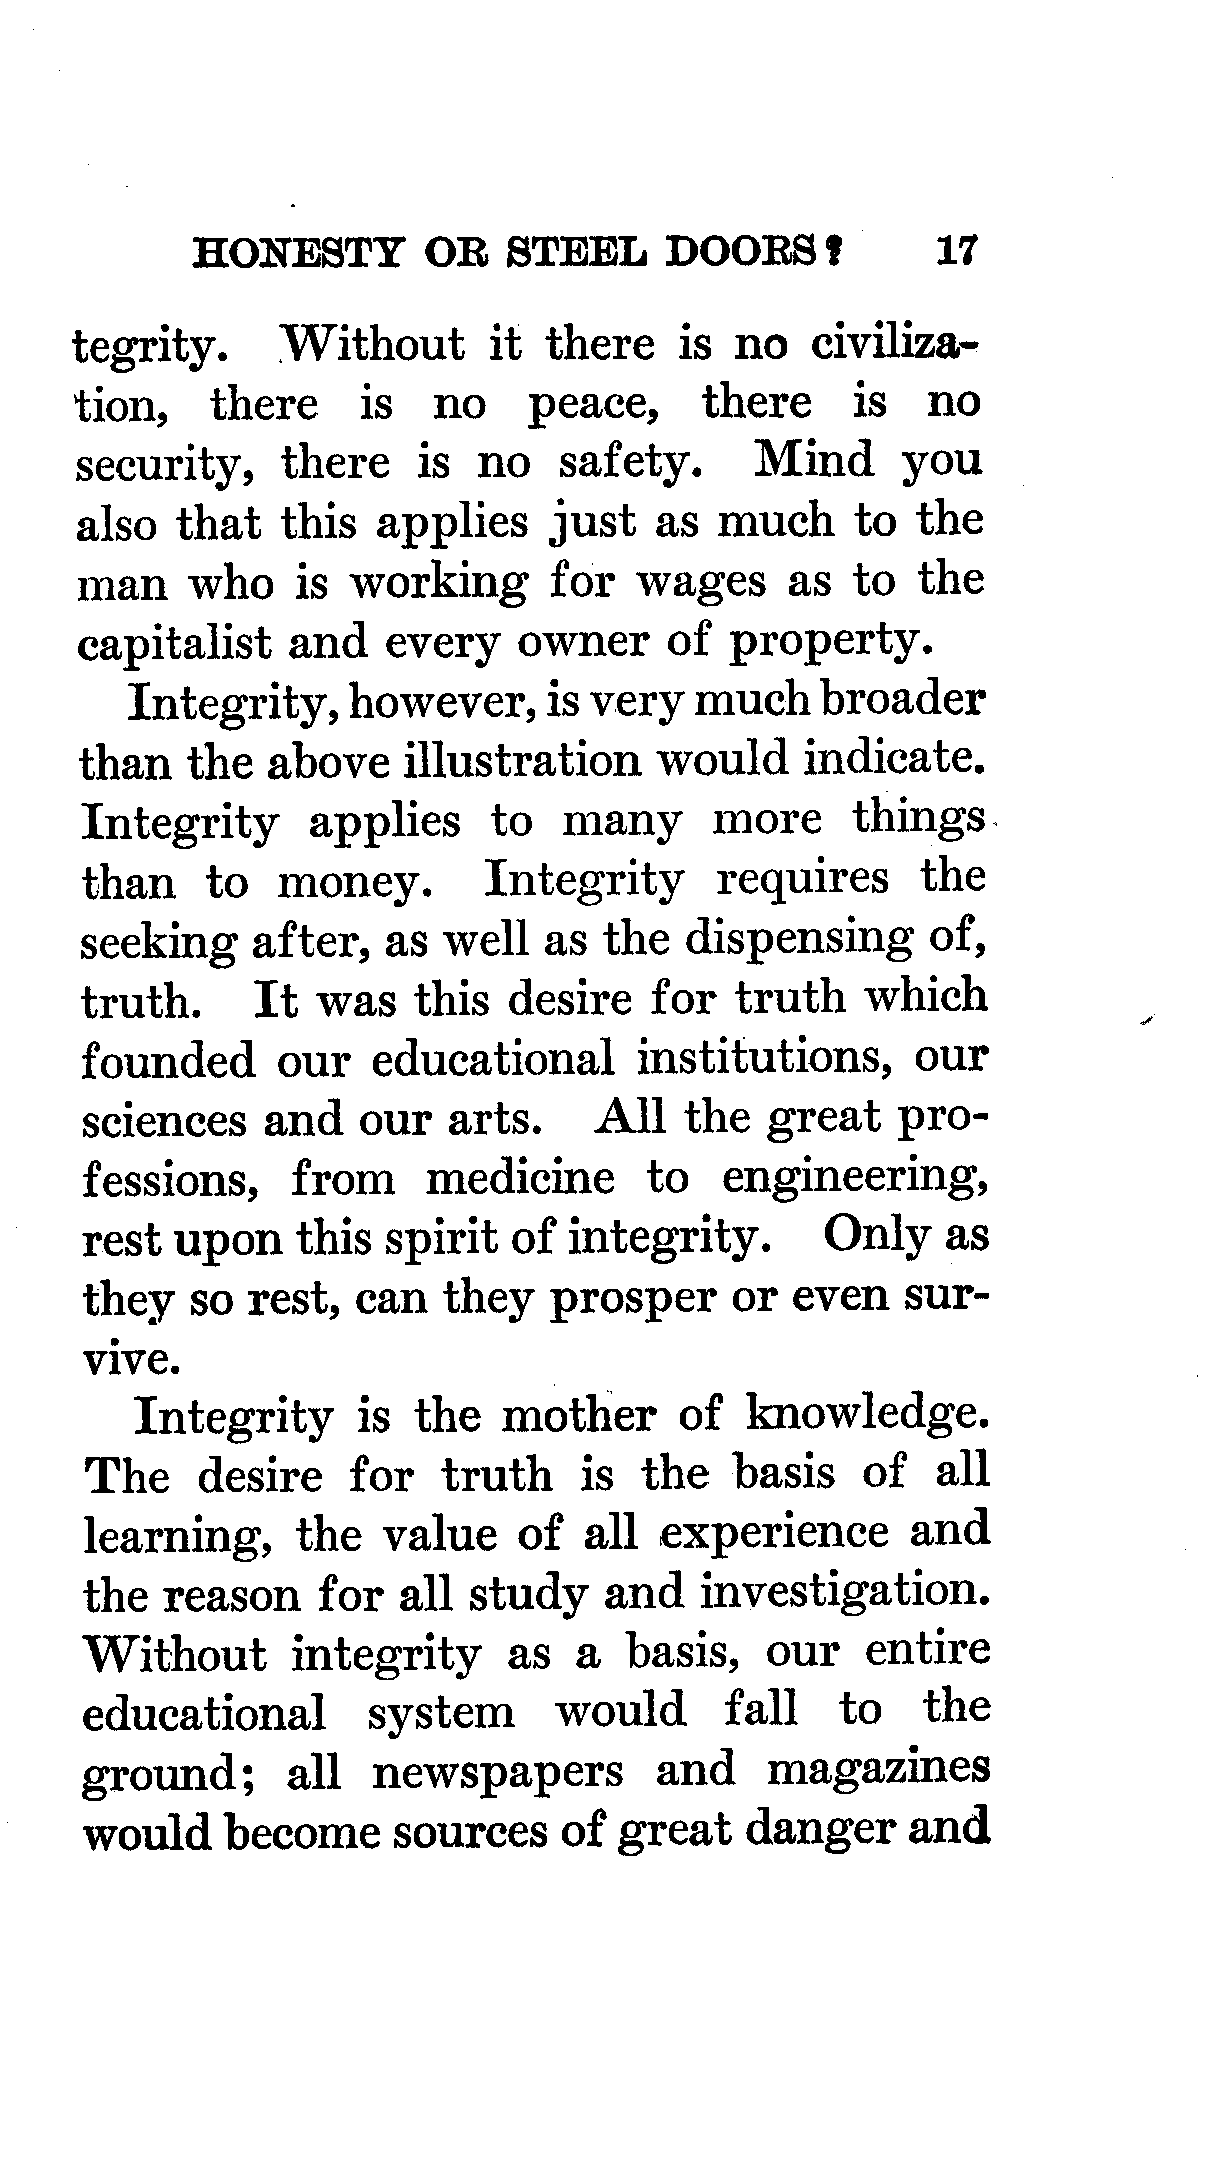 HONESTY OR STEEL DOORS? 17
tegrity. Without it there is no civiliza-
tion, there is no peace, there is no
security, there is no safety. Mind you
also that this applies just as much to the
man who is working for wages as to the
capitalist and every owner of property.
Integrity, however, is very much broader
than the above illustration would indicate.
Integrity applies to many more things
than to money. Integrity requires the
seeking after, as well as the dispensing of,
truth. It was this desire for truth which
founded our educational institutions, our
sciences and our arts. All the great pro-
fessions, from medicine to engineering,
rest upon this spirit of integrity. Only as
they so rest, can they prosper or even sur-
vive.
Integrity is the mother of knowledge.
The desire for truth is the basis of all
learning, the value of all experience and
the reason for all study and investigation.
Without integrity as a basis, our entire
educational system would fall to the
ground; all newspapers and magazines
would become sources of great danger and